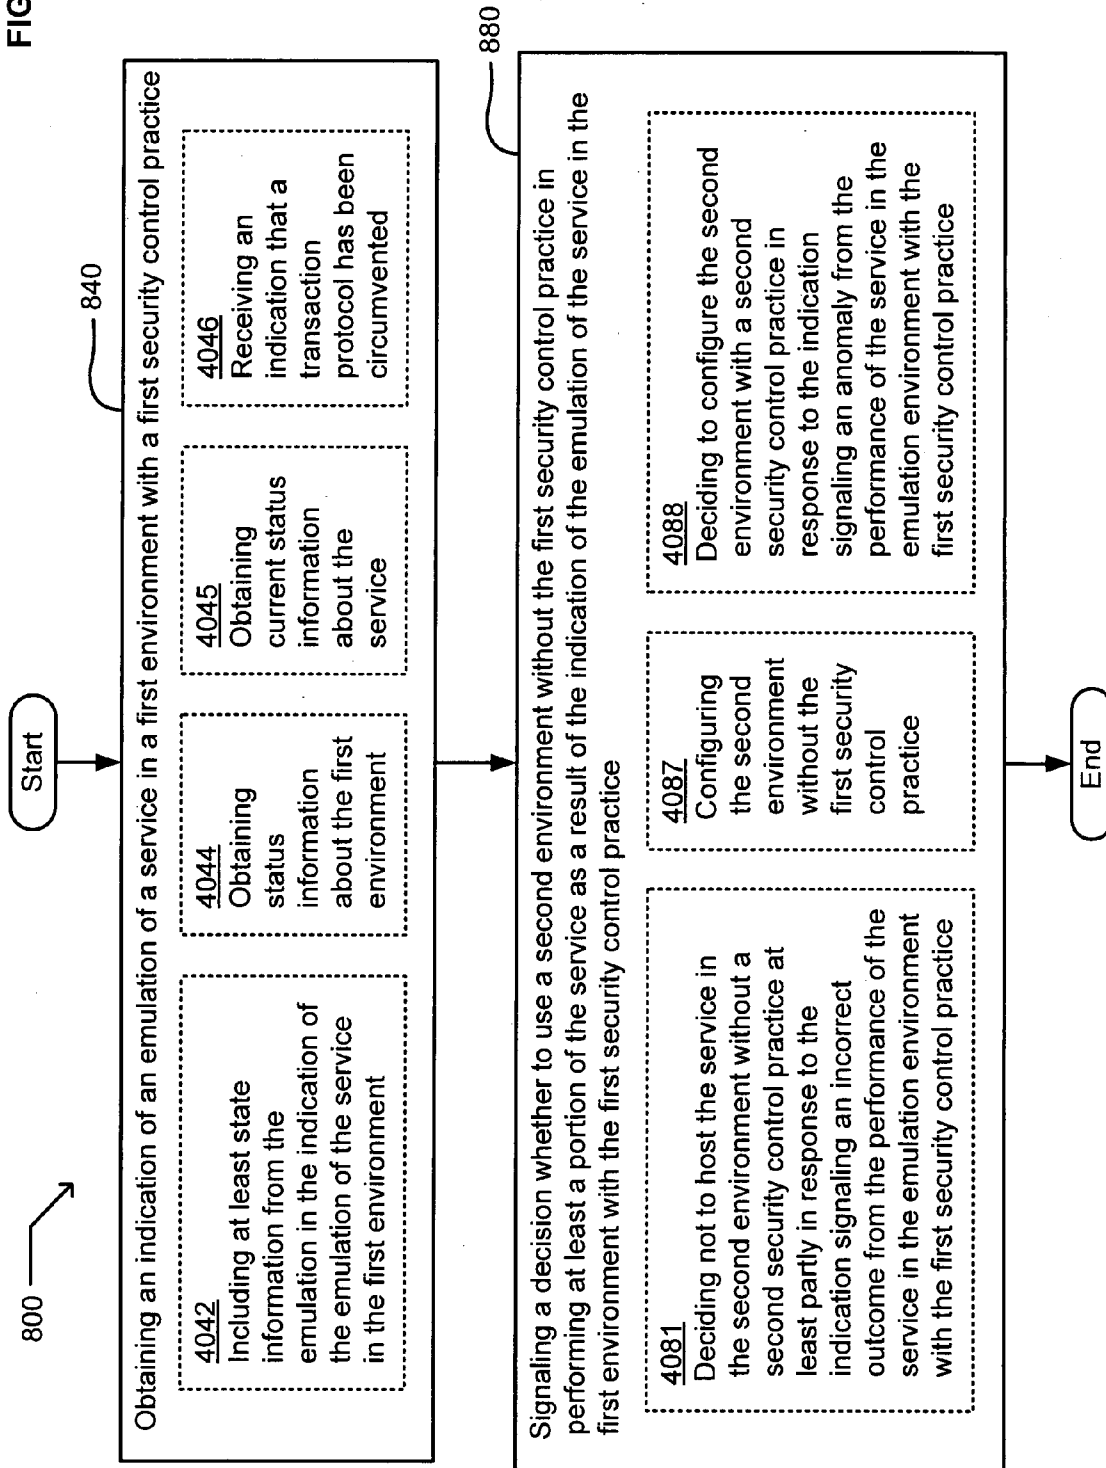 FIG
800
Start
840
Obtaining an indication of an emulation of a service in a first environment with a first security control practice
4042
Including at least state
information from the
emulation in the indication of
the emulation of the service
in the first environment
4044
Obtaining
status
information
about the first
environment
4045
Obtaining
current status
information
about the
service
4046
Receiving an
indication that a
transaction
protocol has been
circumvented
880
Signaling a decision whether to use a second environment without the first security control practice in
performing at least a portion of the service as a result of the indication of the emulation of the service in the
first environment with the first security control practice
4081
Deciding not to host the service in
the second environment without a
second security control practice at
least partly in response to the
indication signaling an incorrect
outcome from the performance of the
service in the emulation environment
with the first security control practice
4087
Configuring
the second
environment
without the
first security
control
practice
4088
Deciding to configure the second
environment with a second
security control practice in
response to the indication
signaling an anomaly from the
performance of the service in the
emulation environment with the
first security control practice
End